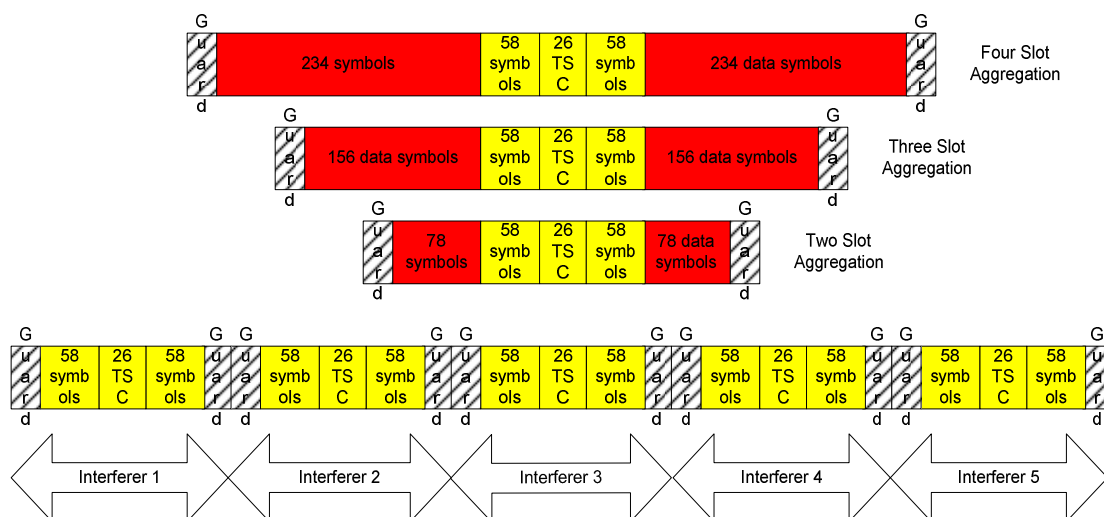 G
u
a
r
d
234 symbols
58
symb
ols
26
TS
C
58
symb
ols
234 data symbols
G
u
a
r
d
Four Slot
Aggregation
G
u
a
r
d
156 data symbols
58
symb
ols
26
TS
C
58
symb
ols
156 data symbols
G
u
a
r
d
Three Slot
Aggregation
G
u
a
r
d
78
symbols
58
symb
ols
26
TS
C
58
symb
ols
78 data
symbols
G
u
a
r
d
Two Slot
Aggregation
G
u
a
r
d
58
symb
ols
26
TS
C
58
symb
ols
G
u
a
r
d
G
u
a
r
d
58
symb
ols
26
TS
C
58
symb
ols
G
u
a
r
d
G
u
a
r
d
58
symb
ols
26
TS
C
58
symb
ols
G
u
a
r
d
G
u
a
r
d
58
symb
ols
26
TS
C
58
symb
ols
G
u
a
r
d
G
u
a
r
d
58
symb
ols
26
TS
C
58
symb
ols
G
u
a
r
d
Interferer 1
Interferer 2
Interferer 3
Interferer 4
Interferer 5